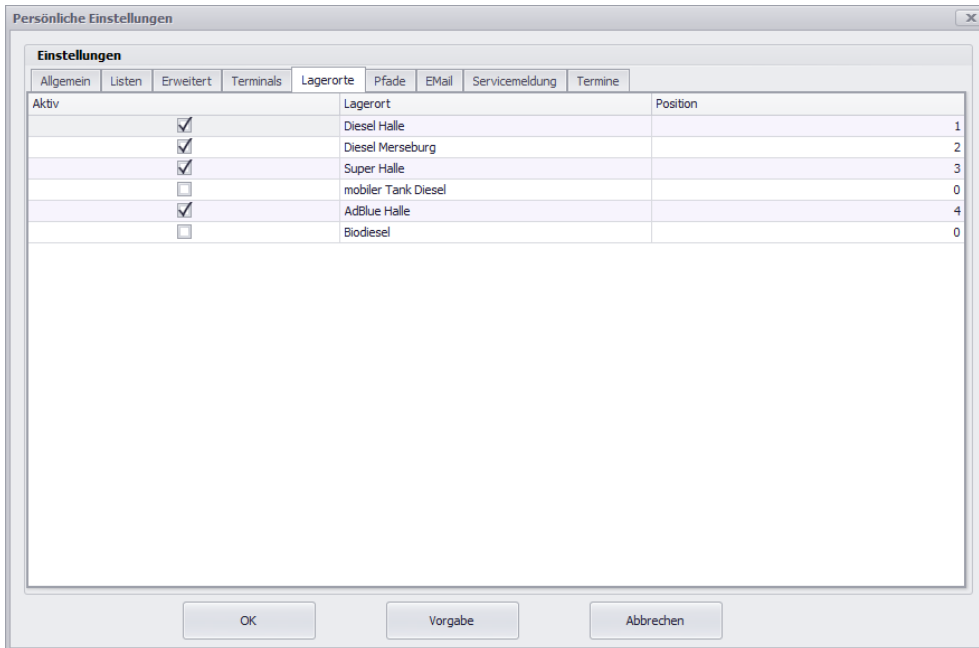 Persönliche Einstellungen
Einstellungen
Allgemein Listen Erweitert Terminals Lagerorte Pfade EMail Servicemeldung Termine
Aktiv Lagerort Position
Diesel Halle 1
Diesel Merseburg 2
Super Halle 3
mobiler Tank Diesel 0
AdBlue Halle 4
Biodiesel 0
OK Vorgabe Abbrechen